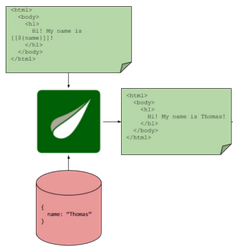 <html>
<body>
<h1>
Hi! My name is
[[${name}]]!
</h1>
</body>
</html>
<html>
<body>
<h1>
Hi! My name is Thomas!
</h1>
</body>
</html>
{
name: "Thomas"
}